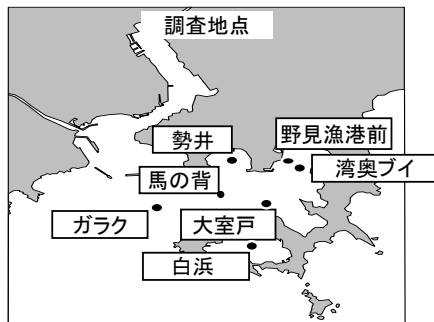 調査地点
勢井
野見漁港前
湾奥ブイ
馬の背
ガラク
大室戸
白浜